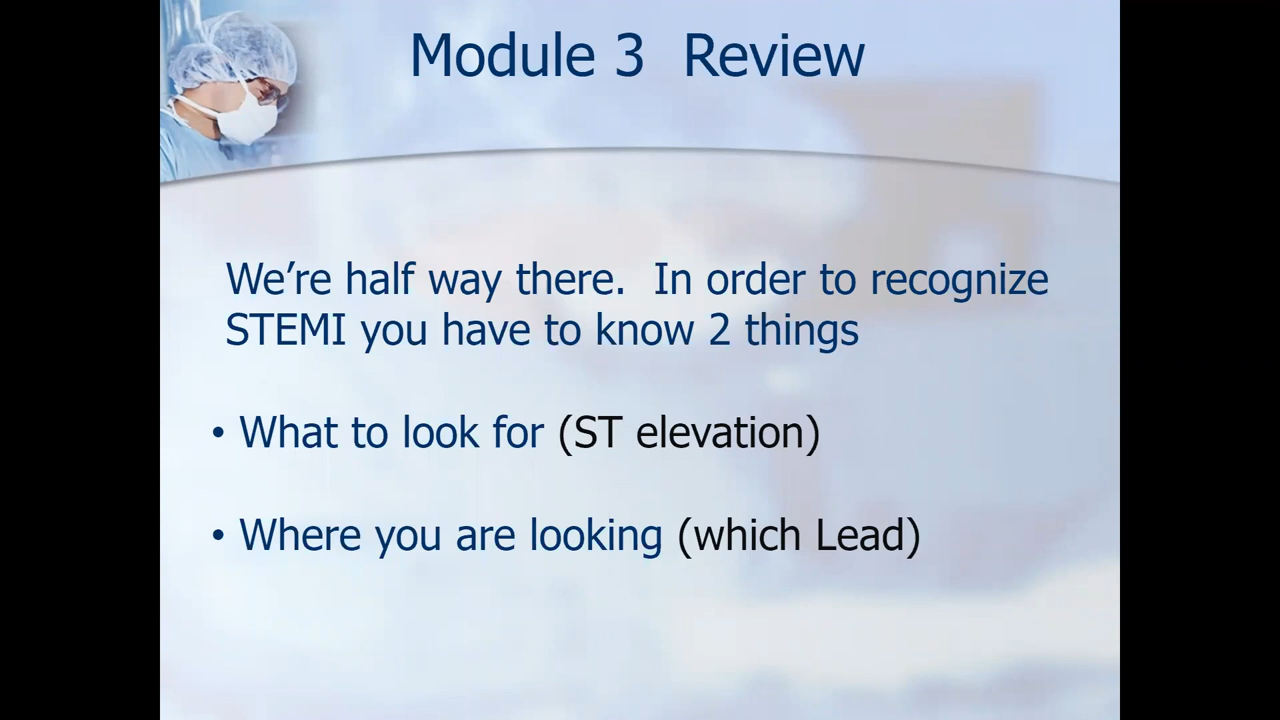 Module 3  Review
We’re half way there.  In order to recognize
STEMI you have to know 2 things
• What to look for (ST elevation)
• Where you are looking (which Lead)